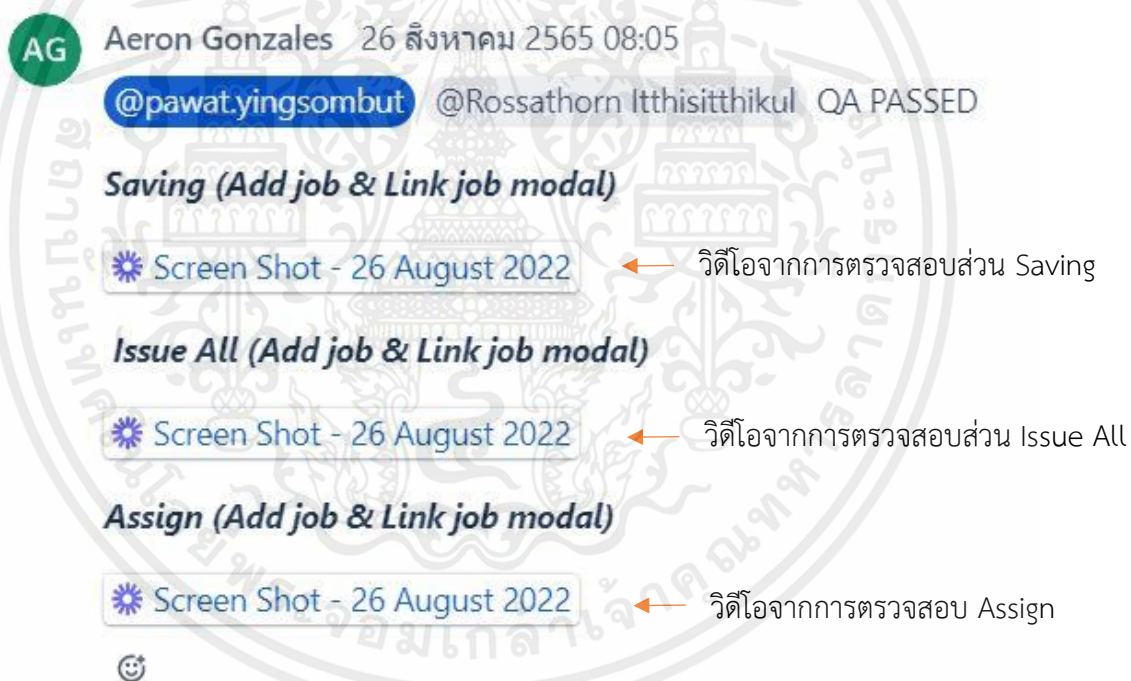 AG Aeron Gonzales 26 สิงหาคม 2565 08:05
@pawat.yingsombut @Rossathorn Itthisitthikul QA PASSED
Saving (Add job & Link job modal)
Screen Shot - 26 August 2022 วิดีโอจากการตรวจสอบส่วน Saving
Issue All (Add job & Link job modal)
Screen Shot - 26 August 2022 วิดีโอจากการตรวจสอบส่วน Issue All
Assign (Add job & Link job modal)
Screen Shot - 26 August 2022 วิดีโอจากการตรวจสอบ Assign